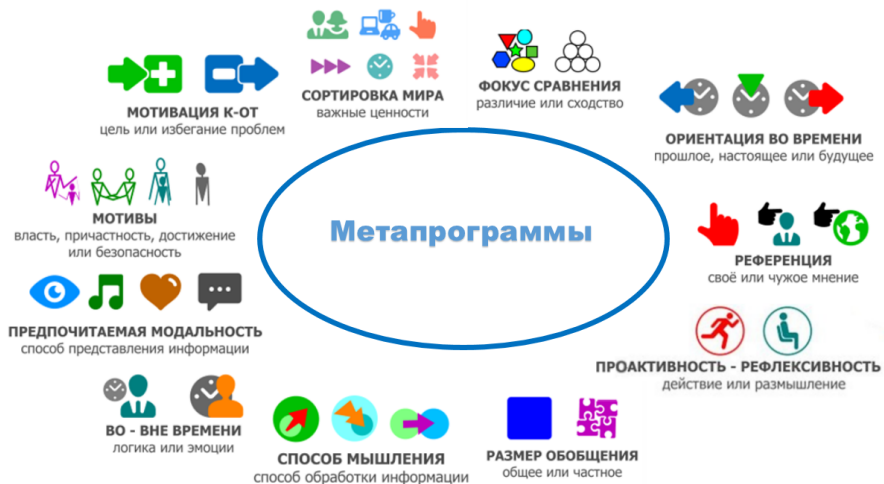 СОРТИРОВКА МИРА
важные ценности
ФОКУС СРАВНЕНИЯ
различие или сходство
МОТИВАЦИЯ К-ОТ
цель или избегание проблем
ОРИЕНТАЦИЯ ВО ВРЕМЕНИ
прошлое, настоящее или будущее
МОТИВЫ
власть, причастность, достижение
или безопасность
Метапрограммы
РЕФЕРЕНЦИЯ
своё или чужое мнение
ПРЕДПОЧИТАЕМАЯ МОДАЛЬНОСТЬ
способ представления информации
ПРОАКТИВНОСТЬ - РЕФЛЕКСИВНОСТЬ
действие или размышление
ВО - ВНЕ ВРЕМЕНИ
логика или эмоции
СПОСОБ МЫШЛЕНИЯ
способ обработки информации
РАЗМЕР ОБОБЩЕНИЯ
общее или частное